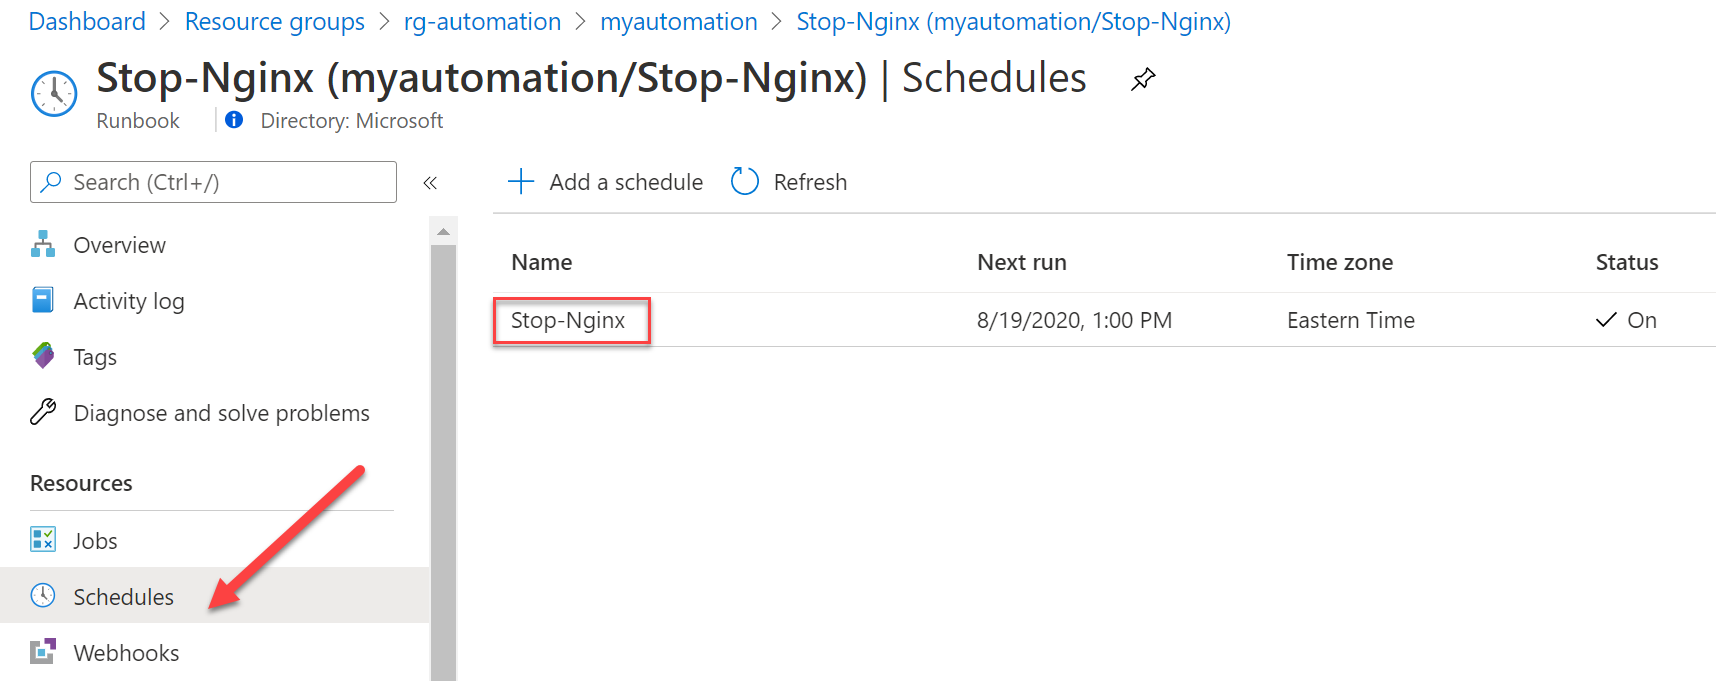 Dashboard > Resource groups > rg-automation > myautomation > Stop-Nginx (myautomation/Stop-Nginx)
Stop-Nginx (myautomation/Stop-Nginx) | Schedules
Runbook
Directory: Microsoft
Search (Ctrl+/)
«
Overview
Activity log
Tags
Diagnose and solve problems
Resources
Jobs
Schedules
Webhooks
Add a schedule Refresh
Name Next run Time zone Status
Stop-Nginx 8/19/2020, 1:00 PM Eastern Time On